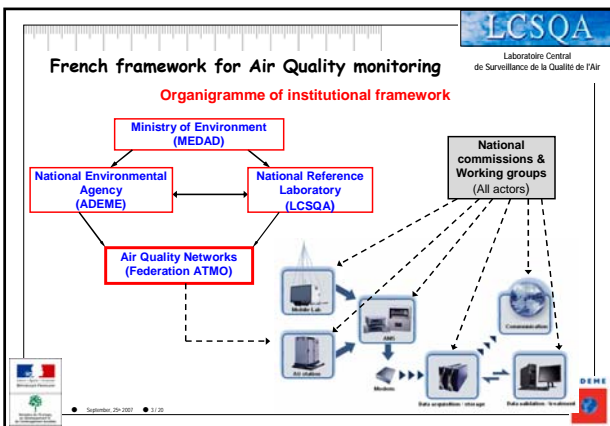 LCSQA
Laboratoire Central
de Surveillance de la Qualité de l'Air
French framework for Air Quality monitoring
Organigramme of institutional framework
Ministry of Environment
(MEDAD)
National Environmental
Agency
(ADEME)
National Reference
Laboratory
(LCSQA)
Air Quality Networks
(Federation ATMO)
National
commissions &
Working groups
(All actors)
Mobile Lab
AMS
Communication
AQ station
Modem
Data acquisition - storage
Data validation - treatment
DEME
September, 25th 2007
3 / 20